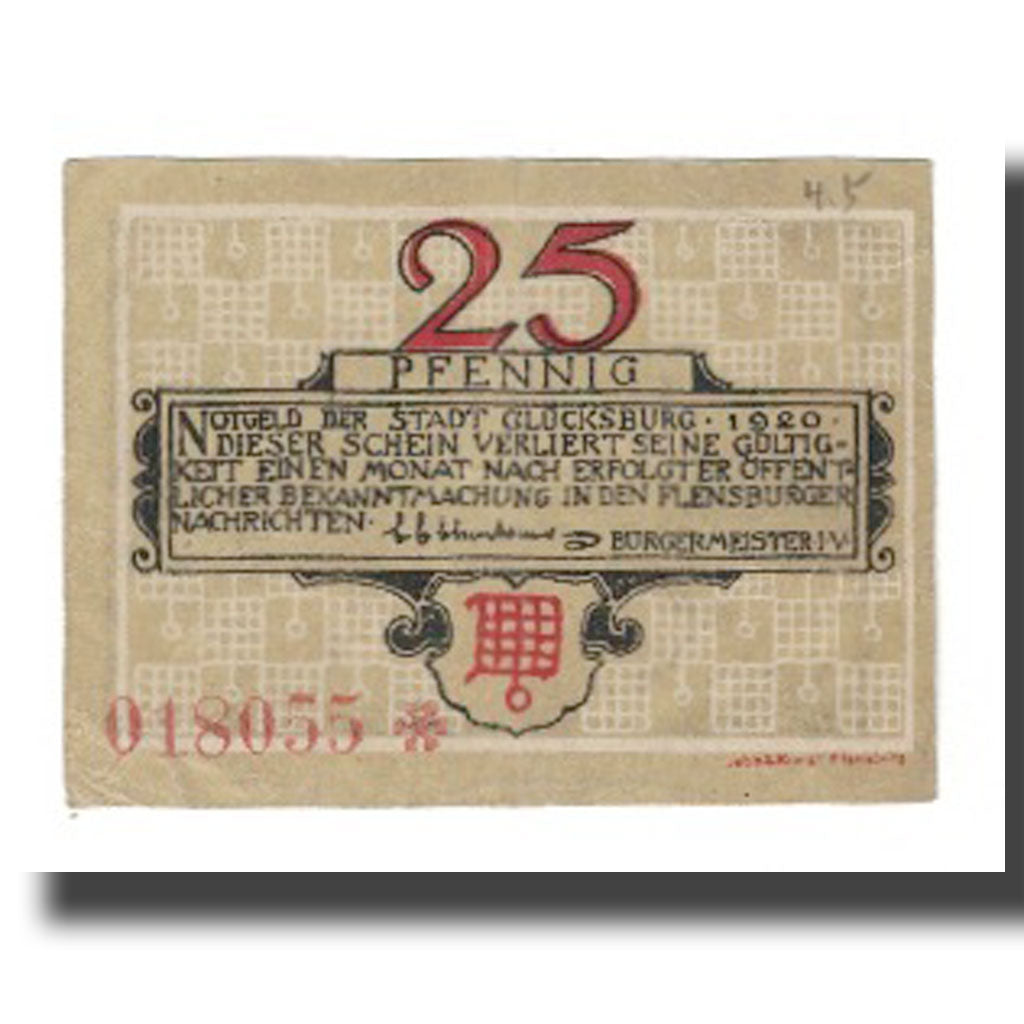 4.5
25
PFENNIG
NOTGELD DER STADT GLÜCKSBURG · 1920 ·
DIESER SCHEIN VERLIERT SEINE GÜLTIG-
KEIT EINEN MONAT NACH ERFOLGTER ÖFFENT-
LICHER BEKANNTMACHUNG IN DEN FLENSBURGER
NACHRICHTEN · BÜRGERMEISTER I.V.
018055